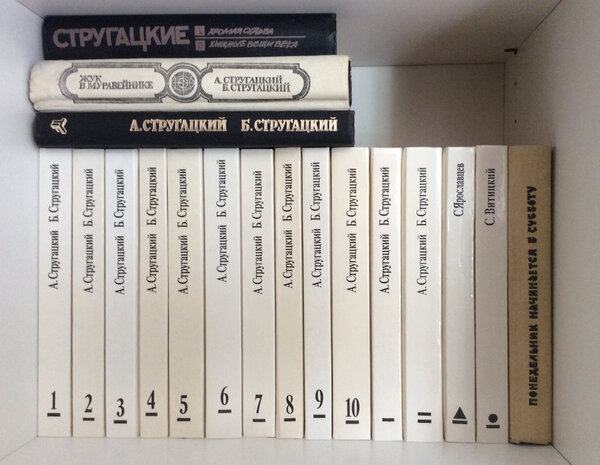 СТРУГАЦКИЕ
ХРОМАЯ СУДЬБА
ХИЩНЫЕ ВЕЩИ ВЕКА
ЖУК
В МУРАВЕЙНИКЕ
А. СТРУГАЦКИЙ
Б. СТРУГАЦКИЙ
А.СТРУГАЦКИЙ Б. СТРУГАЦКИЙ
А.Стругацкий Б.Стругацкий
1
А.Стругацкий Б.Стругацкий
2
А.Стругацкий Б.Стругацкий
3
А.Стругацкий Б.Стругацкий
4
А.Стругацкий Б.Стругацкий
5
А.Стругацкий Б.Стругацкий
6
А.Стругацкий Б.Стругацкий
7
А.Стругацкий Б.Стругацкий
8
А.Стругацкий Б.Стругацкий
9
А.Стругацкий Б.Стругацкий
10
А.Стругацкий Б.Стругацкий
А.Стругацкий Б.Стругацкий
С.Ярославцев
С. Витицкий
ПОНЕДЕЛЬНИК НАЧИНАЕТСЯ В СУББОТУ